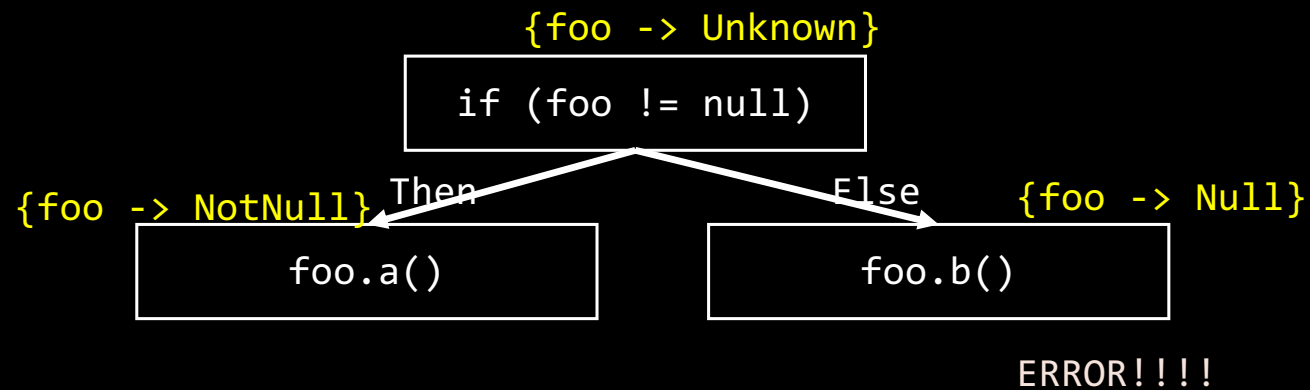 {foo -> Unknown}
if (foo != null)
Then
Else
{foo -> NotNull}
{foo -> Null}
foo.a()
foo.b()
ERROR!!!!